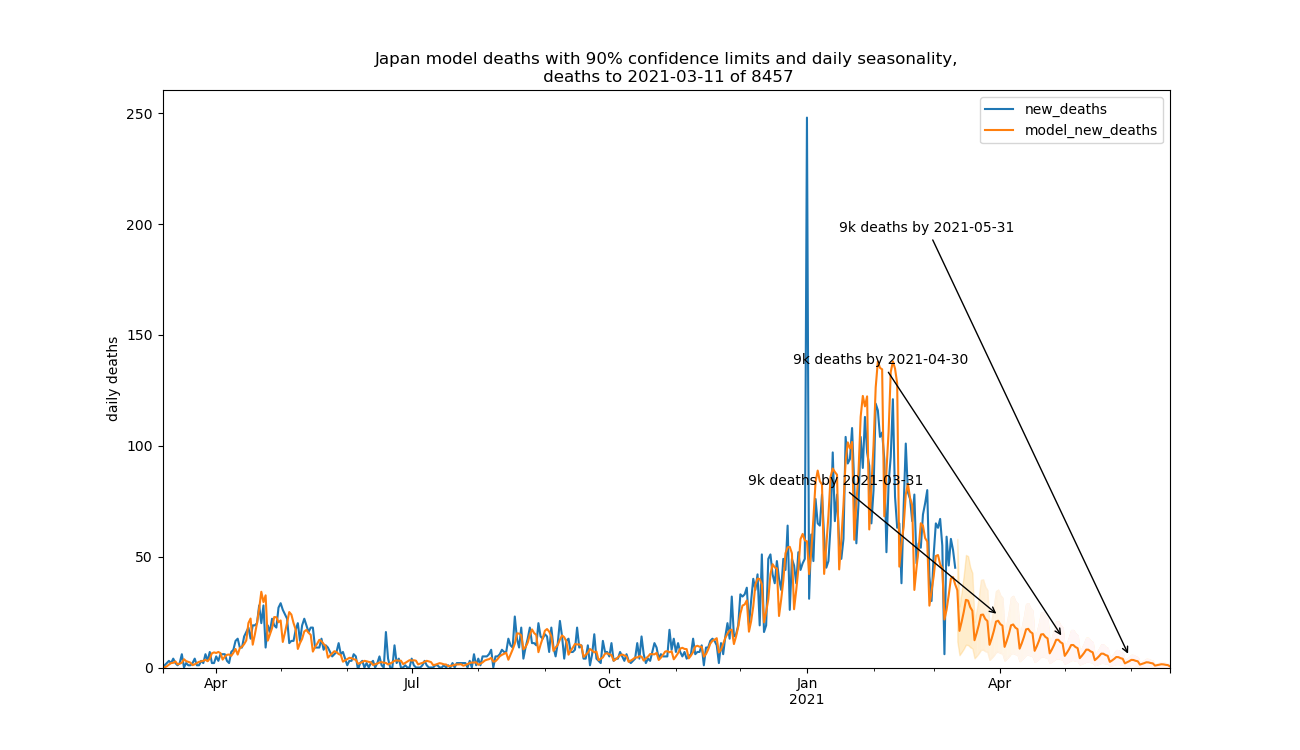 Japan model deaths with 90% confidence limits and daily seasonality,
deaths to 2021-03-11 of 8457
new_deaths
model_new_deaths
250
200
150
100
50
0
daily deaths
9k deaths by 2021-05-31
9k deaths by 2021-04-30
9k deaths by 2021-03-31
Apr
Jul
Oct
Jan
2021
Apr